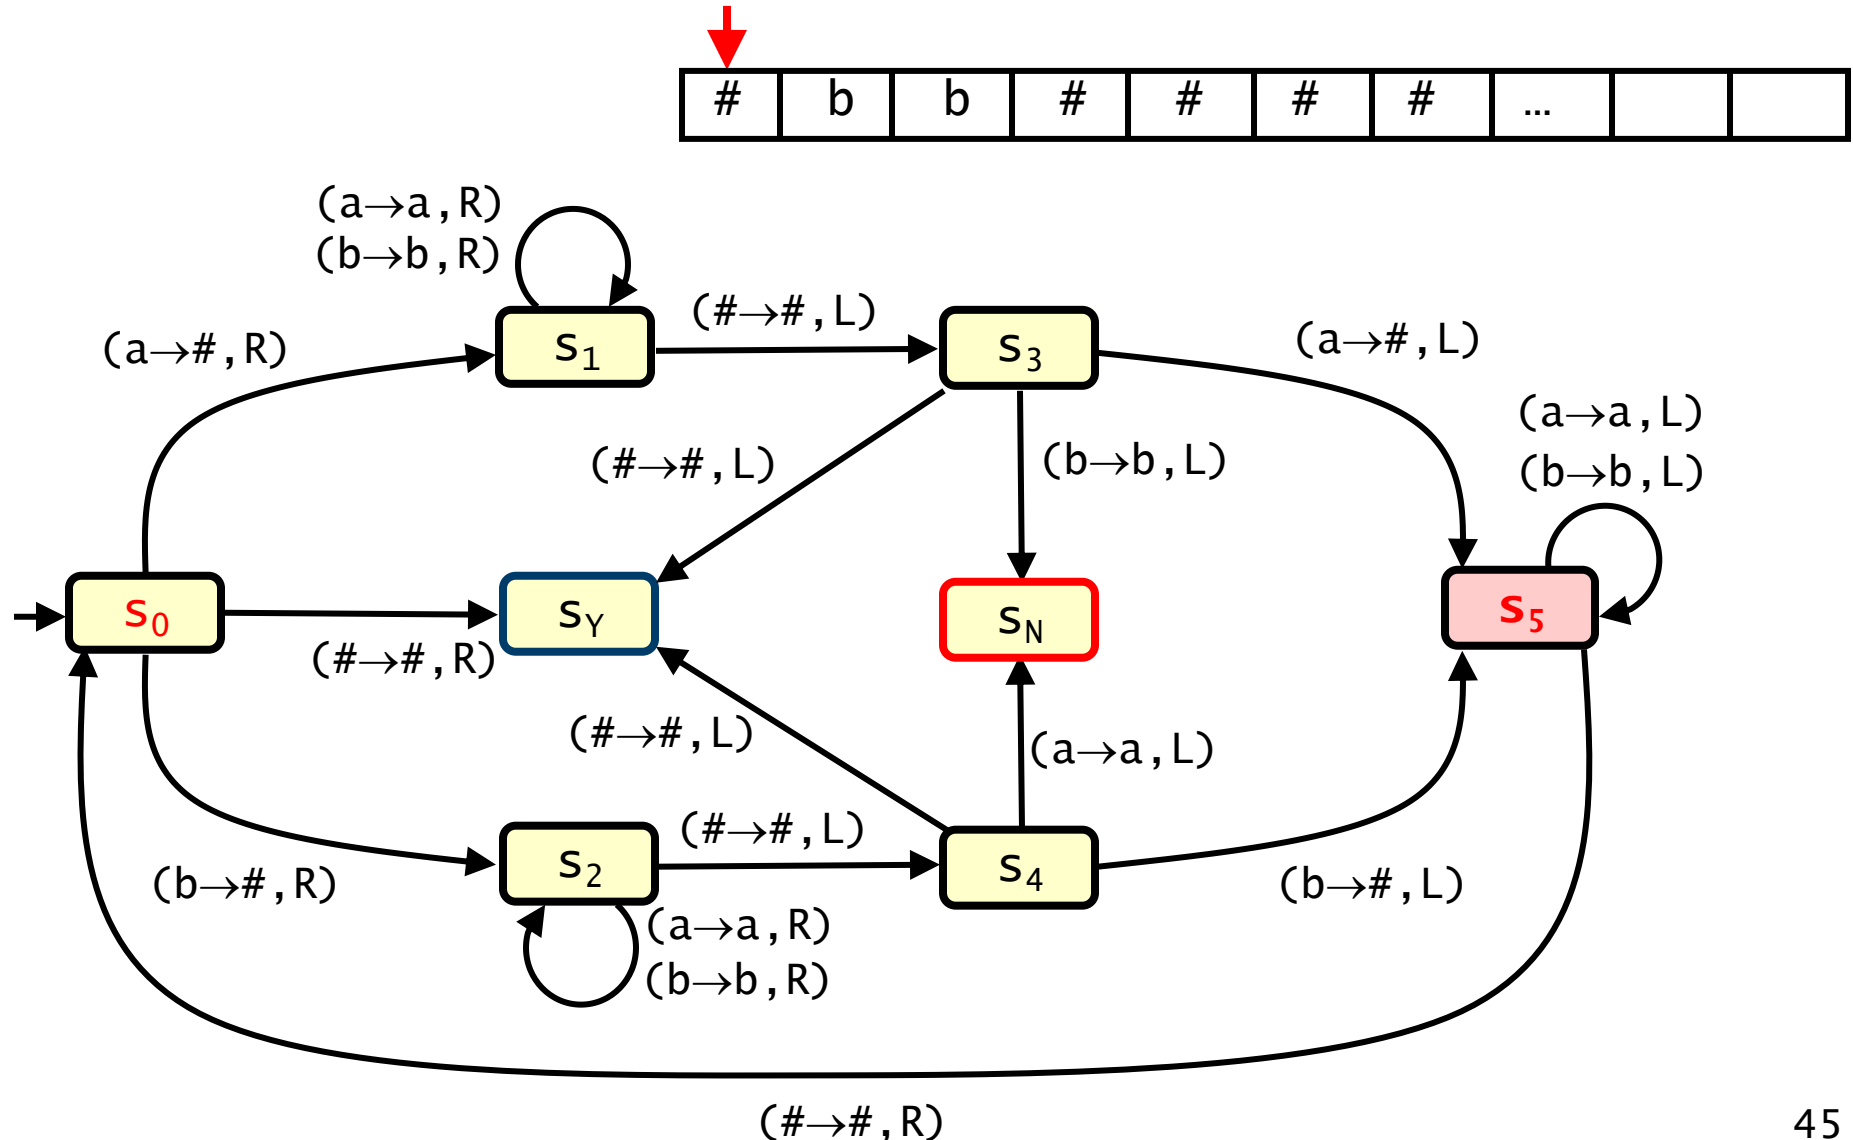 # b b # # # # ...
(a→a,R)
(b→b,R)
(a→#,R)
s1
(#→#,L)
s3
(a→#,L)
(#→#,L)
(b→b,L)
(a→a,L)
(b→b,L)
s0
(#→#,R)
sY
sN
s5
(#→#,L)
(a→a,L)
(b→#,R)
s2
(#→#,L)
s4
(b→#,L)
(a→a,R)
(b→b,R)
(#→#,R)
45